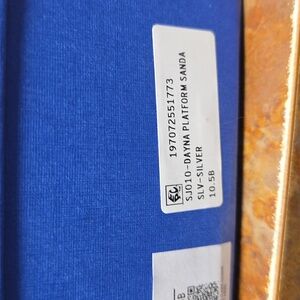 197072551773
SJ010-DAYNA PLATFORM SANDA
SLV-SILVER
10.5B